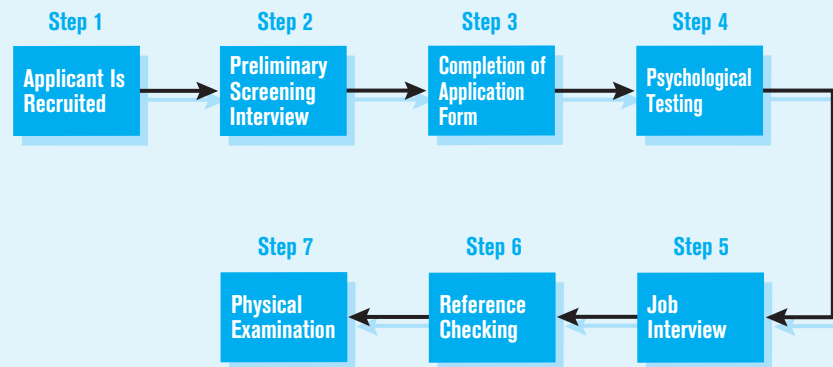 Step 1
Applicant Is
Recruited
Step 2
Preliminary
Screening
Interview
Step 3
Completion of
Application
Form
Step 4
Psychological
Testing
Step 5
Job
Interview
Step 6
Reference
Checking
Step 7
Physical
Examination